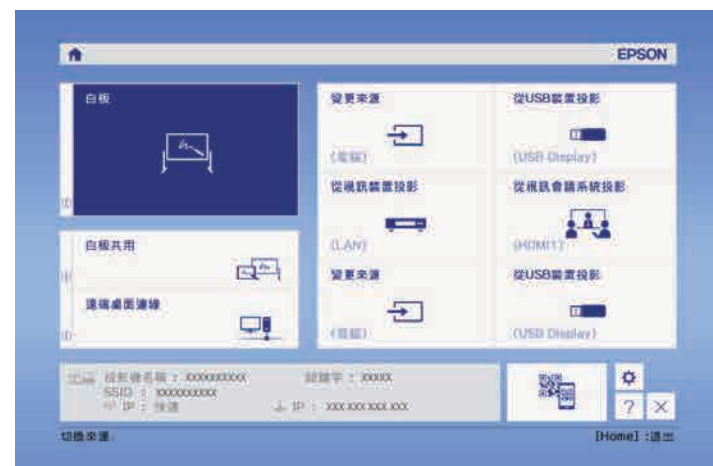 EPSON
白板
變更來源
(電腦)
從USB裝置投影
(USB Display)
從視訊裝置投影
(LAN)
從視訊會議系統投影
(HDMI1)
白板共用
遠端桌面連線
變更來源
(電腦)
從USB裝置投影
(USB Display)
投影機名稱 : XXXXXXXXXX
關鍵字 : XXXXX
SSID : XXXXXXXXXX
IP : 快速
IP : XXX.XXX.XXX.XXX
? ×
切換來源.
[Home] :退出